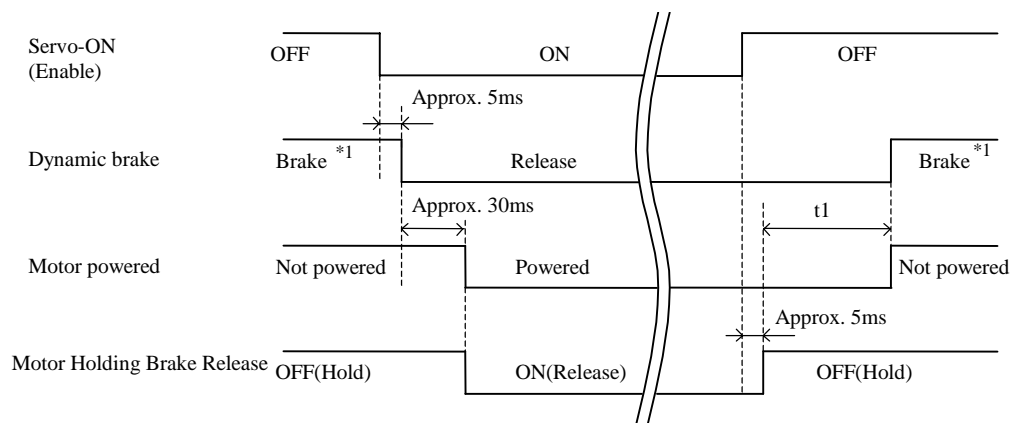 Servo-ON
(Enable)
OFF
ON
OFF
Approx. 5ms
Dynamic brake
Brake *1
Release
Brake *1
Approx. 30ms
t1
Motor powered
Not powered
Powered
Not powered
Approx. 5ms
Motor Holding Brake Release
OFF(Hold)
ON(Release)
OFF(Hold)